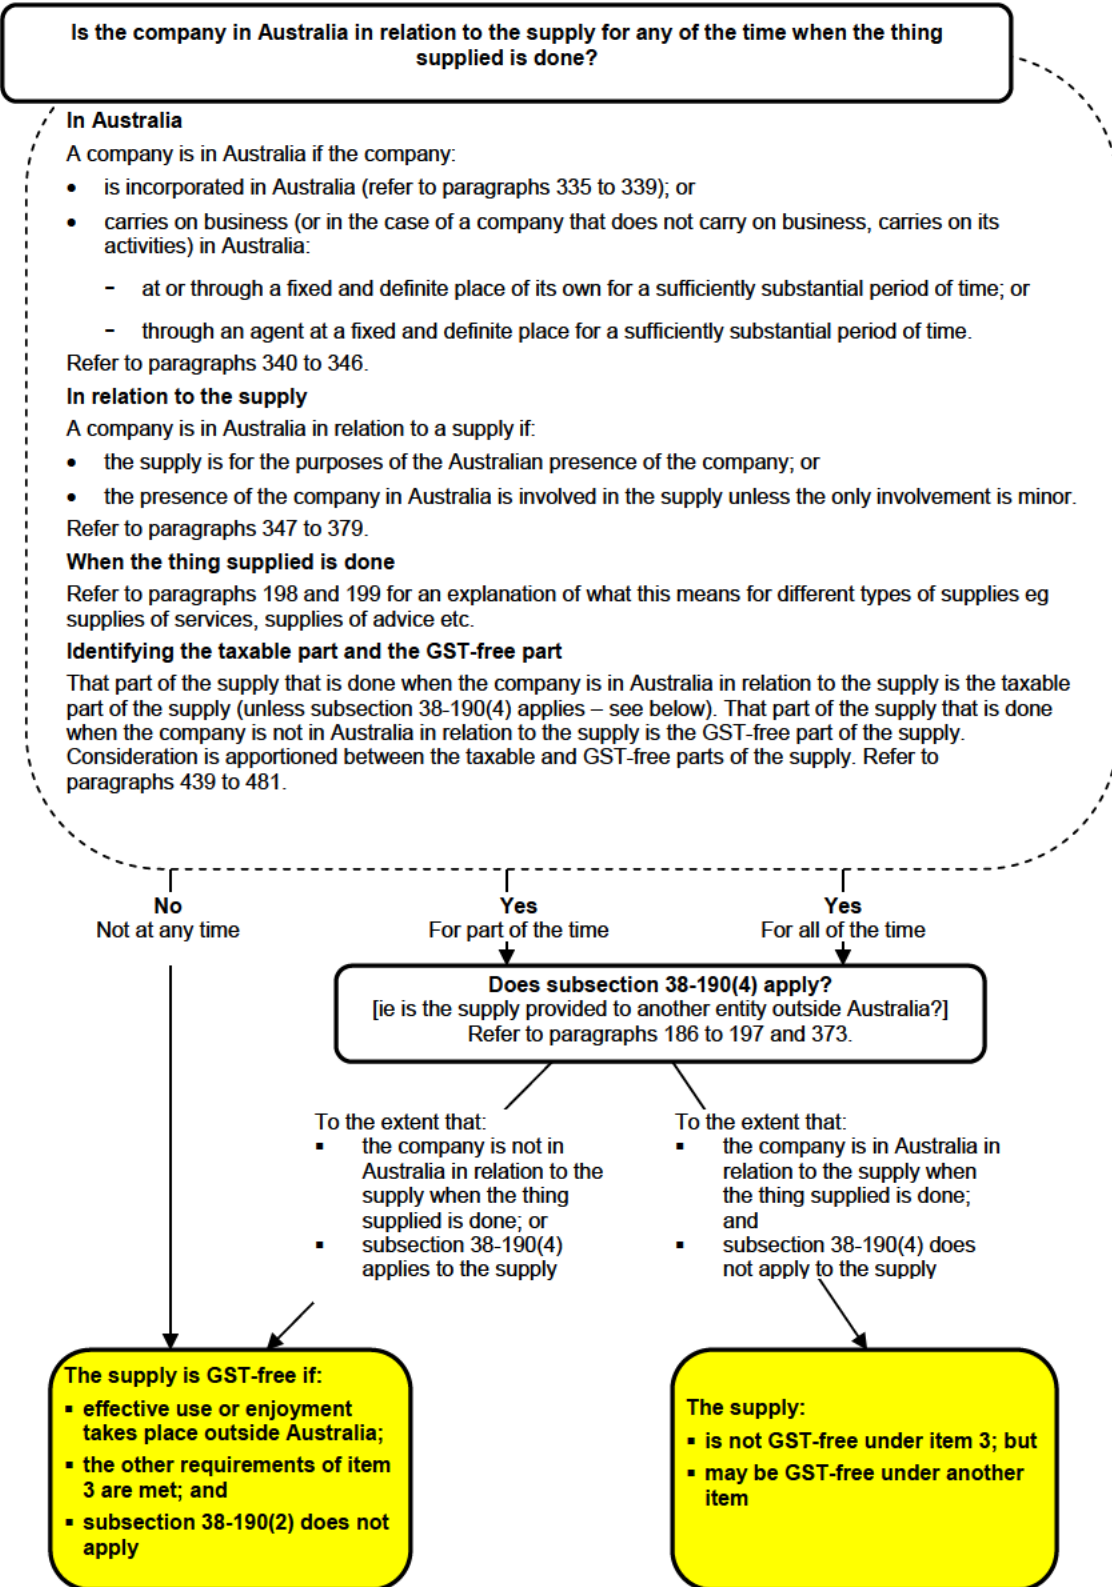 Is the company in Australia in relation to the supply for any of the time when the thing
supplied is done?
In Australia
A company is in Australia if the company:
• is incorporated in Australia (refer to paragraphs 335 to 339); or
• carries on business (or in the case of a company that does not carry on business, carries on its
activities) in Australia:
- at or through a fixed and definite place of its own for a sufficiently substantial period of time; or
- through an agent at a fixed and definite place for a sufficiently substantial period of time.
Refer to paragraphs 340 to 346.
In relation to the supply
A company is in Australia in relation to a supply if:
• the supply is for the purposes of the Australian presence of the company; or
• the presence of the company in Australia is involved in the supply unless the only involvement is minor.
Refer to paragraphs 347 to 379.
When the thing supplied is done
Refer to paragraphs 198 and 199 for an explanation of what this means for different types of supplies eg
supplies of services, supplies of advice etc.
Identifying the taxable part and the GST-free part
That part of the supply that is done when the company is in Australia in relation to the supply is the taxable
part of the supply (unless subsection 38-190(4) applies – see below). That part of the supply that is done
when the company is not in Australia in relation to the supply is the GST-free part of the supply.
Consideration is apportioned between the taxable and GST-free parts of the supply. Refer to
paragraphs 439 to 481.
No
Not at any time
Yes
For part of the time
Yes
For all of the time
Does subsection 38-190(4) apply?
[ie is the supply provided to another entity outside Australia?]
Refer to paragraphs 186 to 197 and 373.
To the extent that:
▪ the company is not in
Australia in relation to the
supply when the thing
supplied is done; or
▪ subsection 38-190(4)
applies to the supply
To the extent that:
▪ the company is in Australia in
relation to the supply when
the thing supplied is done;
and
▪ subsection 38-190(4) does
not apply to the supply
The supply is GST-free if:
▪ effective use or enjoyment
takes place outside Australia;
▪ the other requirements of item
3 are met; and
▪ subsection 38-190(2) does not
apply
The supply:
▪ is not GST-free under item 3; but
▪ may be GST-free under another
item